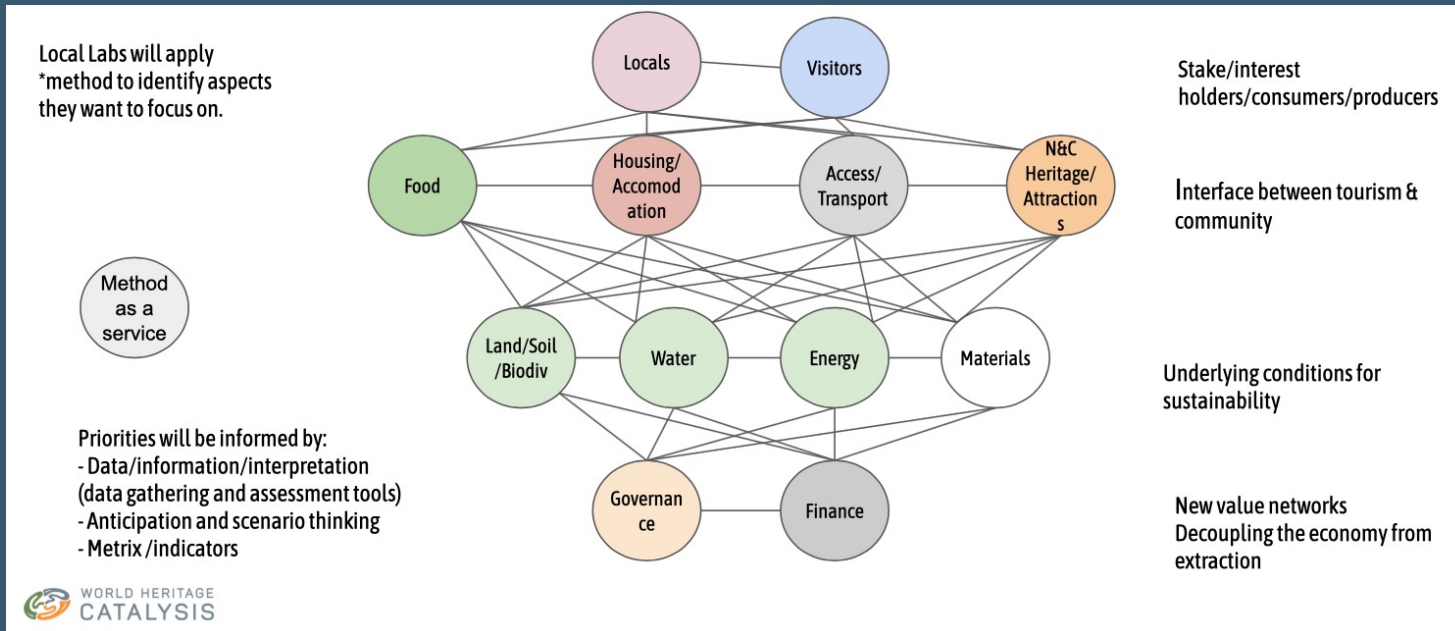 Local Labs will apply
*method to identify aspects
they want to focus on.
Locals
Visitors
Stake/interest
holders/consumers/producers
Food
Housing/
Accomod
ation
Access/
Transport
N&C
Heritage/
Attraction
s
Interface between tourism &
community
Method
as a
service
Land/Soil
/Biodiv
Water
Energy
Materials
Underlying conditions for
sustainability
Priorities will be informed by:
- Data/information/interpretation
(data gathering and assessment tools)
- Anticipation and scenario thinking
- Metrix /indicators
Governan
ce
Finance
New value networks
Decoupling the economy from
extraction
WORLD HERITAGE
CATALYSIS